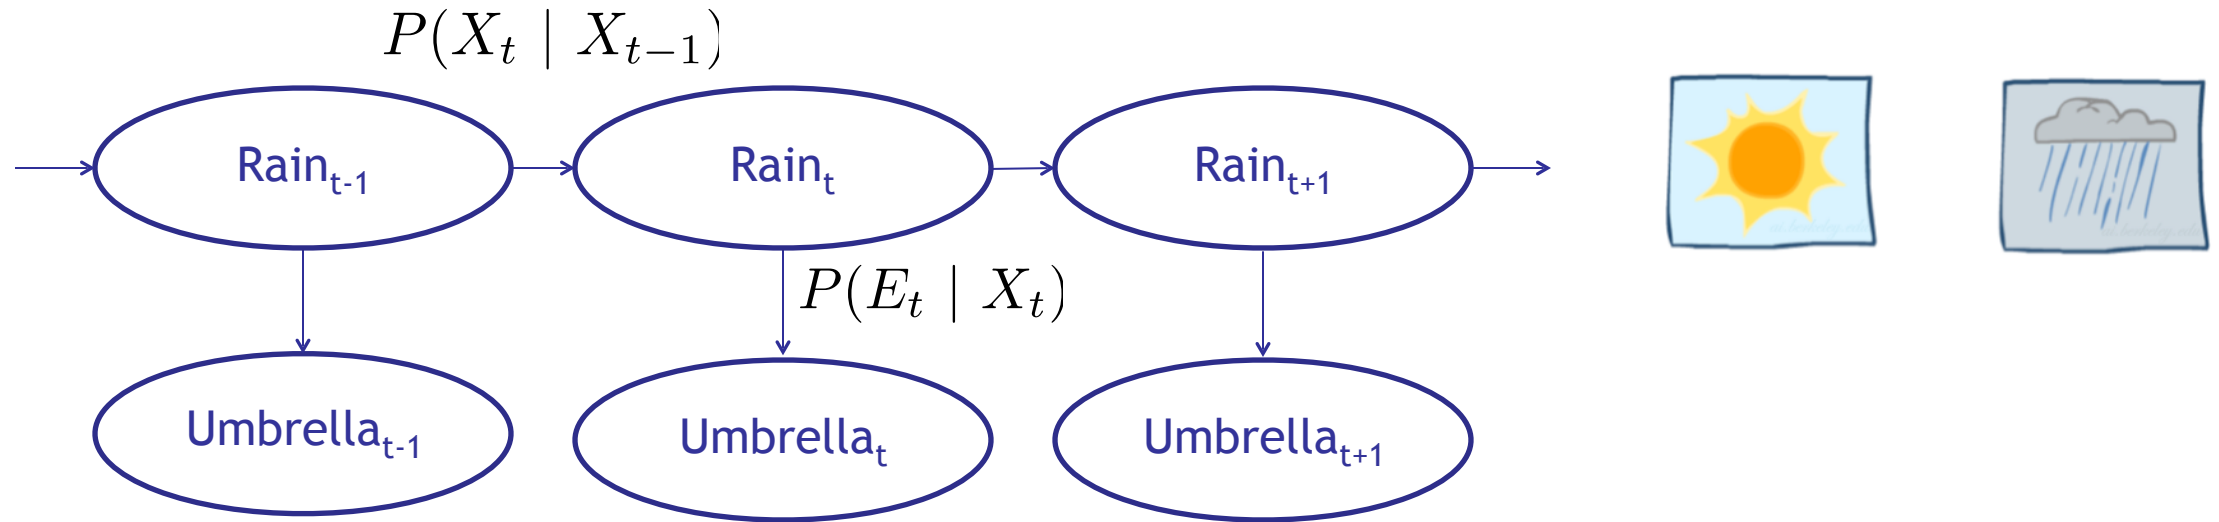 P(X_t | X_{t-1})
Rain_{t-1}
Rain_t
Rain_{t+1}
P(E_t | X_t)
Umbrella_{t-1}
Umbrella_t
Umbrella_{t+1}